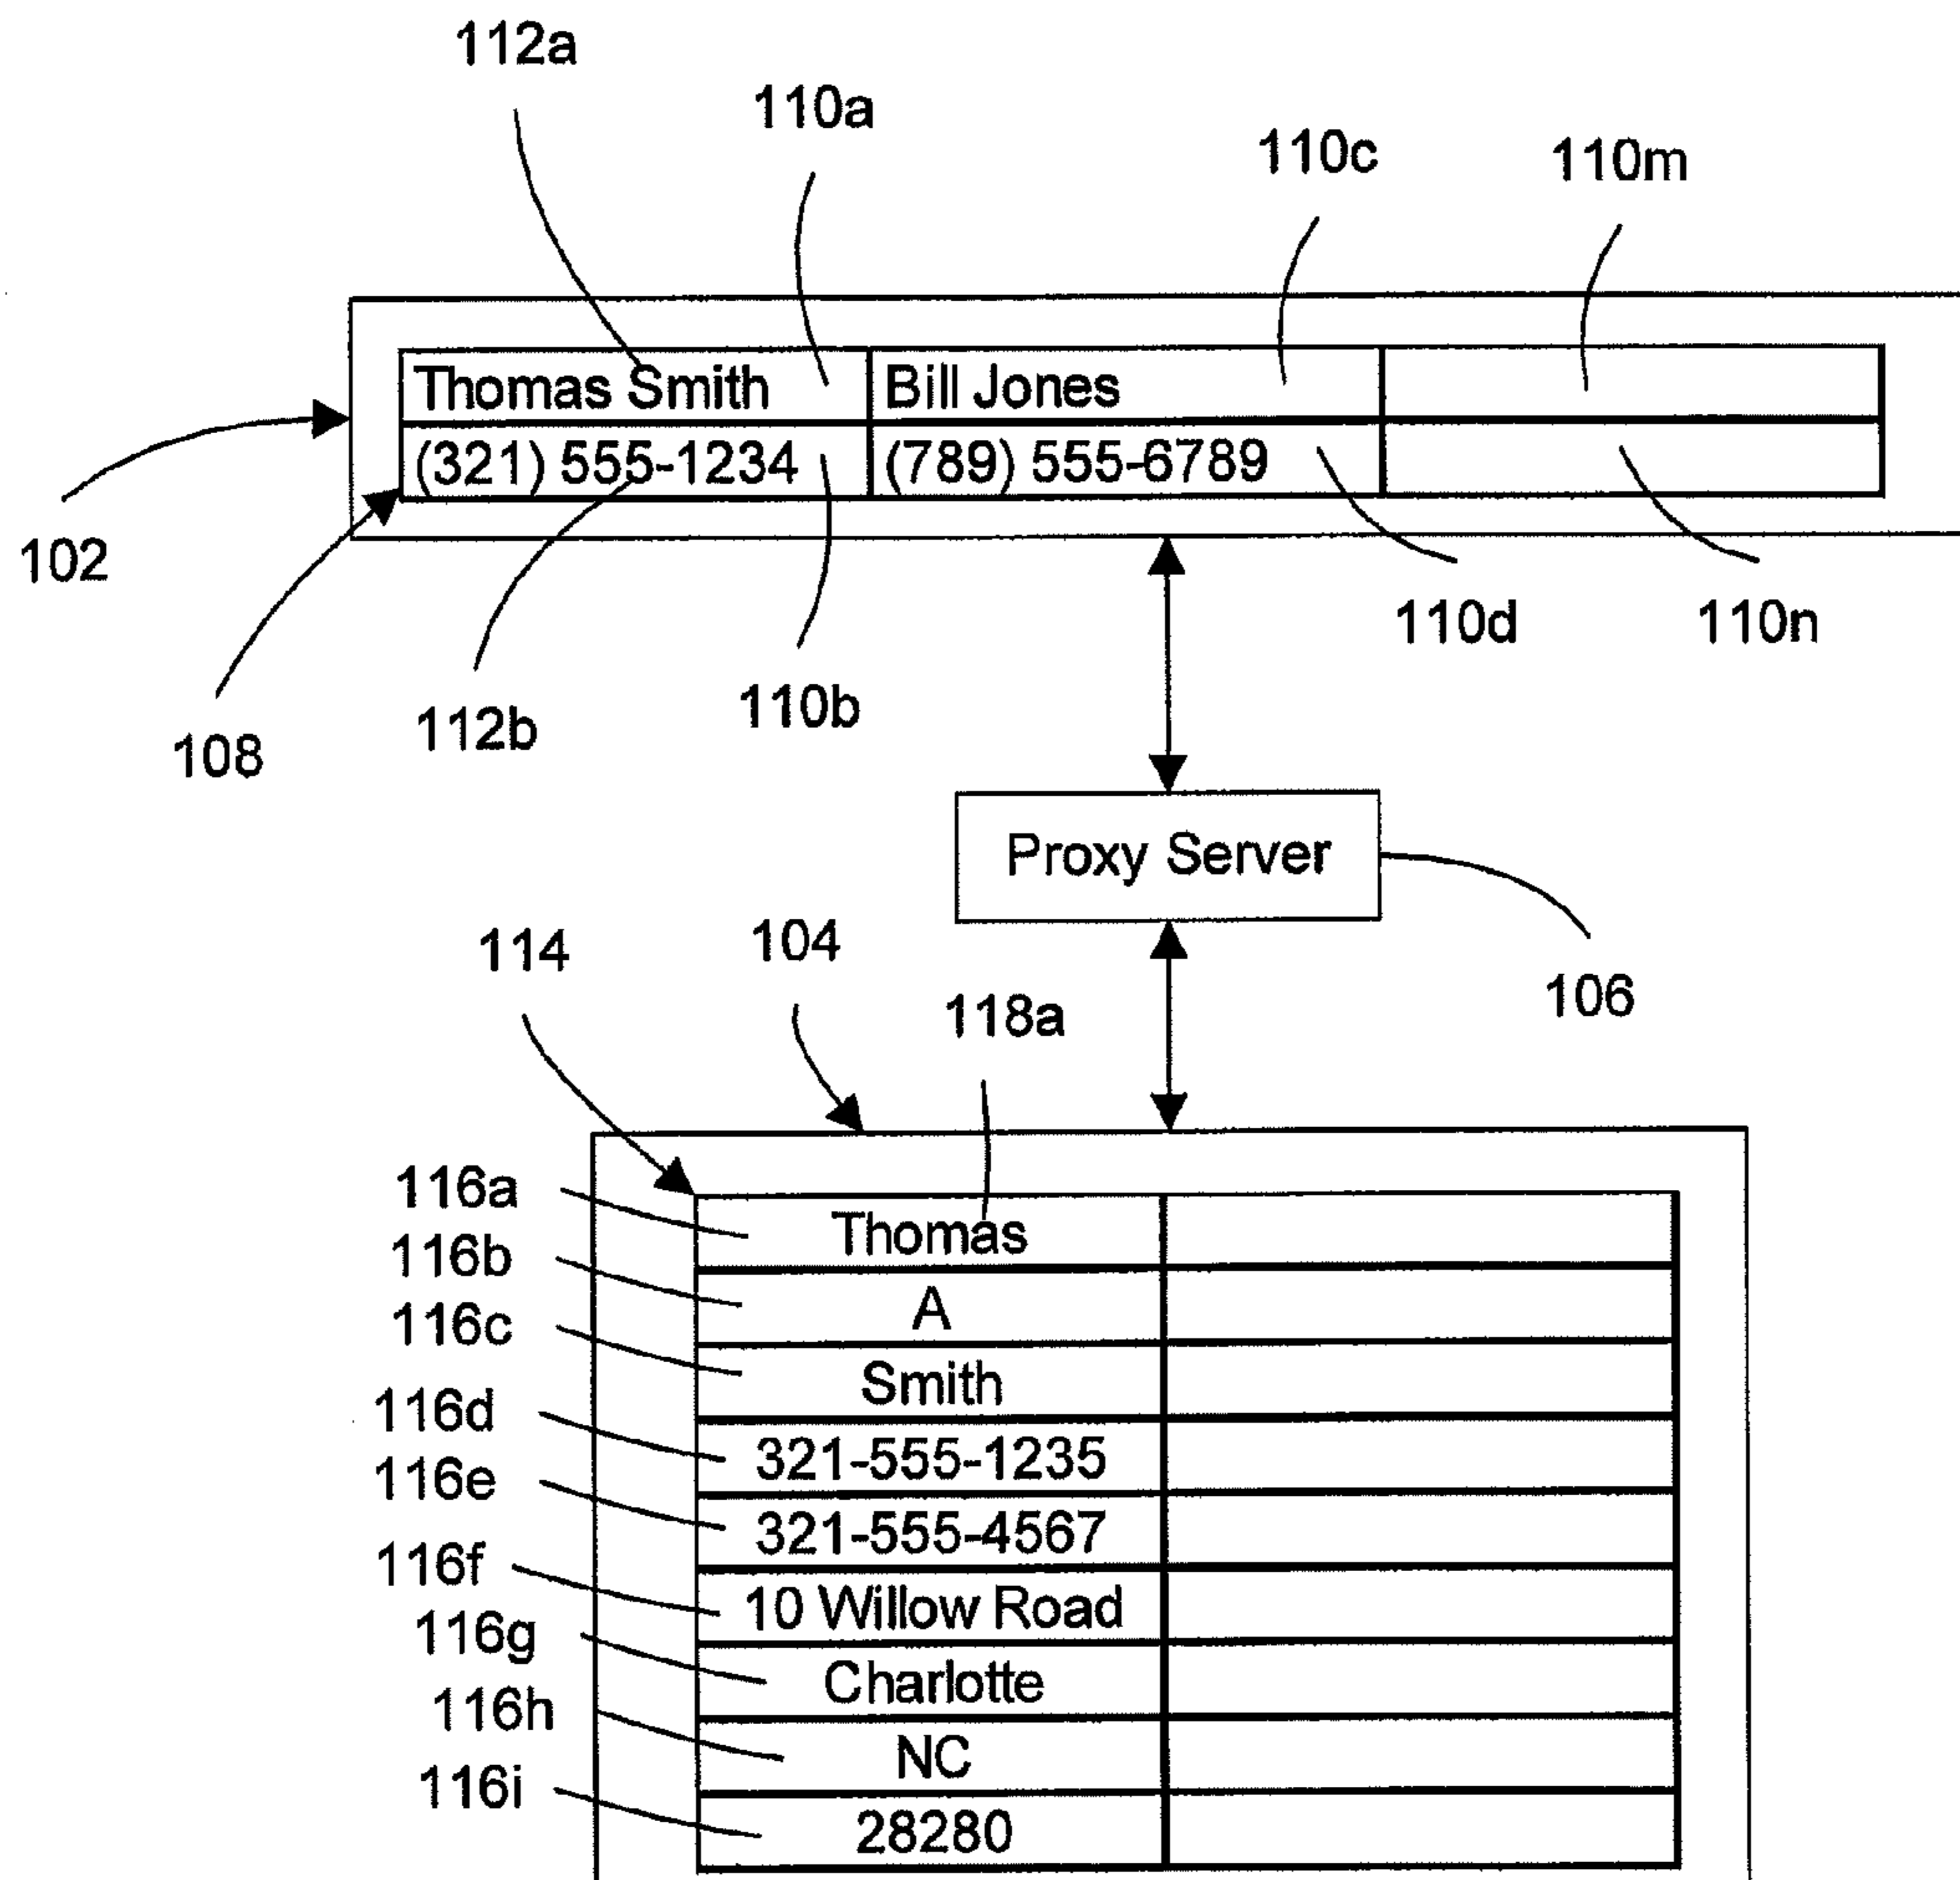 112a
110a
110c
110m
Thomas Smith
Bill Jones
(321) 555-1234
(789) 555-6789
102
108
112b
110b
110d
110n
Proxy Server
106
114
104
118a
116a
Thomas
116b
A
116c
Smith
116d
321-555-1235
116e
321-555-4567
116f
10 Willow Road
116g
Charlotte
116h
NC
116i
28280